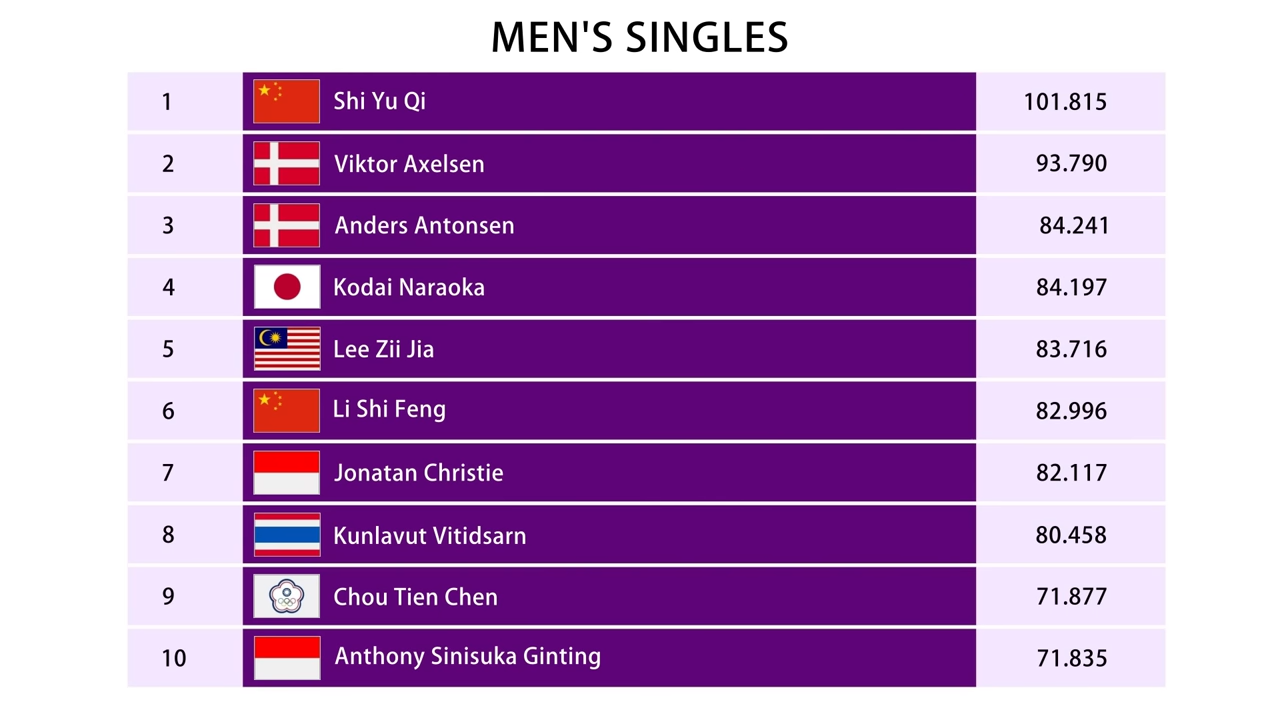 MEN'S SINGLES
1 Shi Yu Qi 101.815
2 Viktor Axelsen 93.790
3 Anders Antonsen 84.241
4 Kodai Naraoka 84.197
5 Lee Zii Jia 83.716
6 Li Shi Feng 82.996
7 Jonatan Christie 82.117
8 Kunlavut Vitidsarn 80.458
9 Chou Tien Chen 71.877
10 Anthony Sinisuka Ginting 71.835